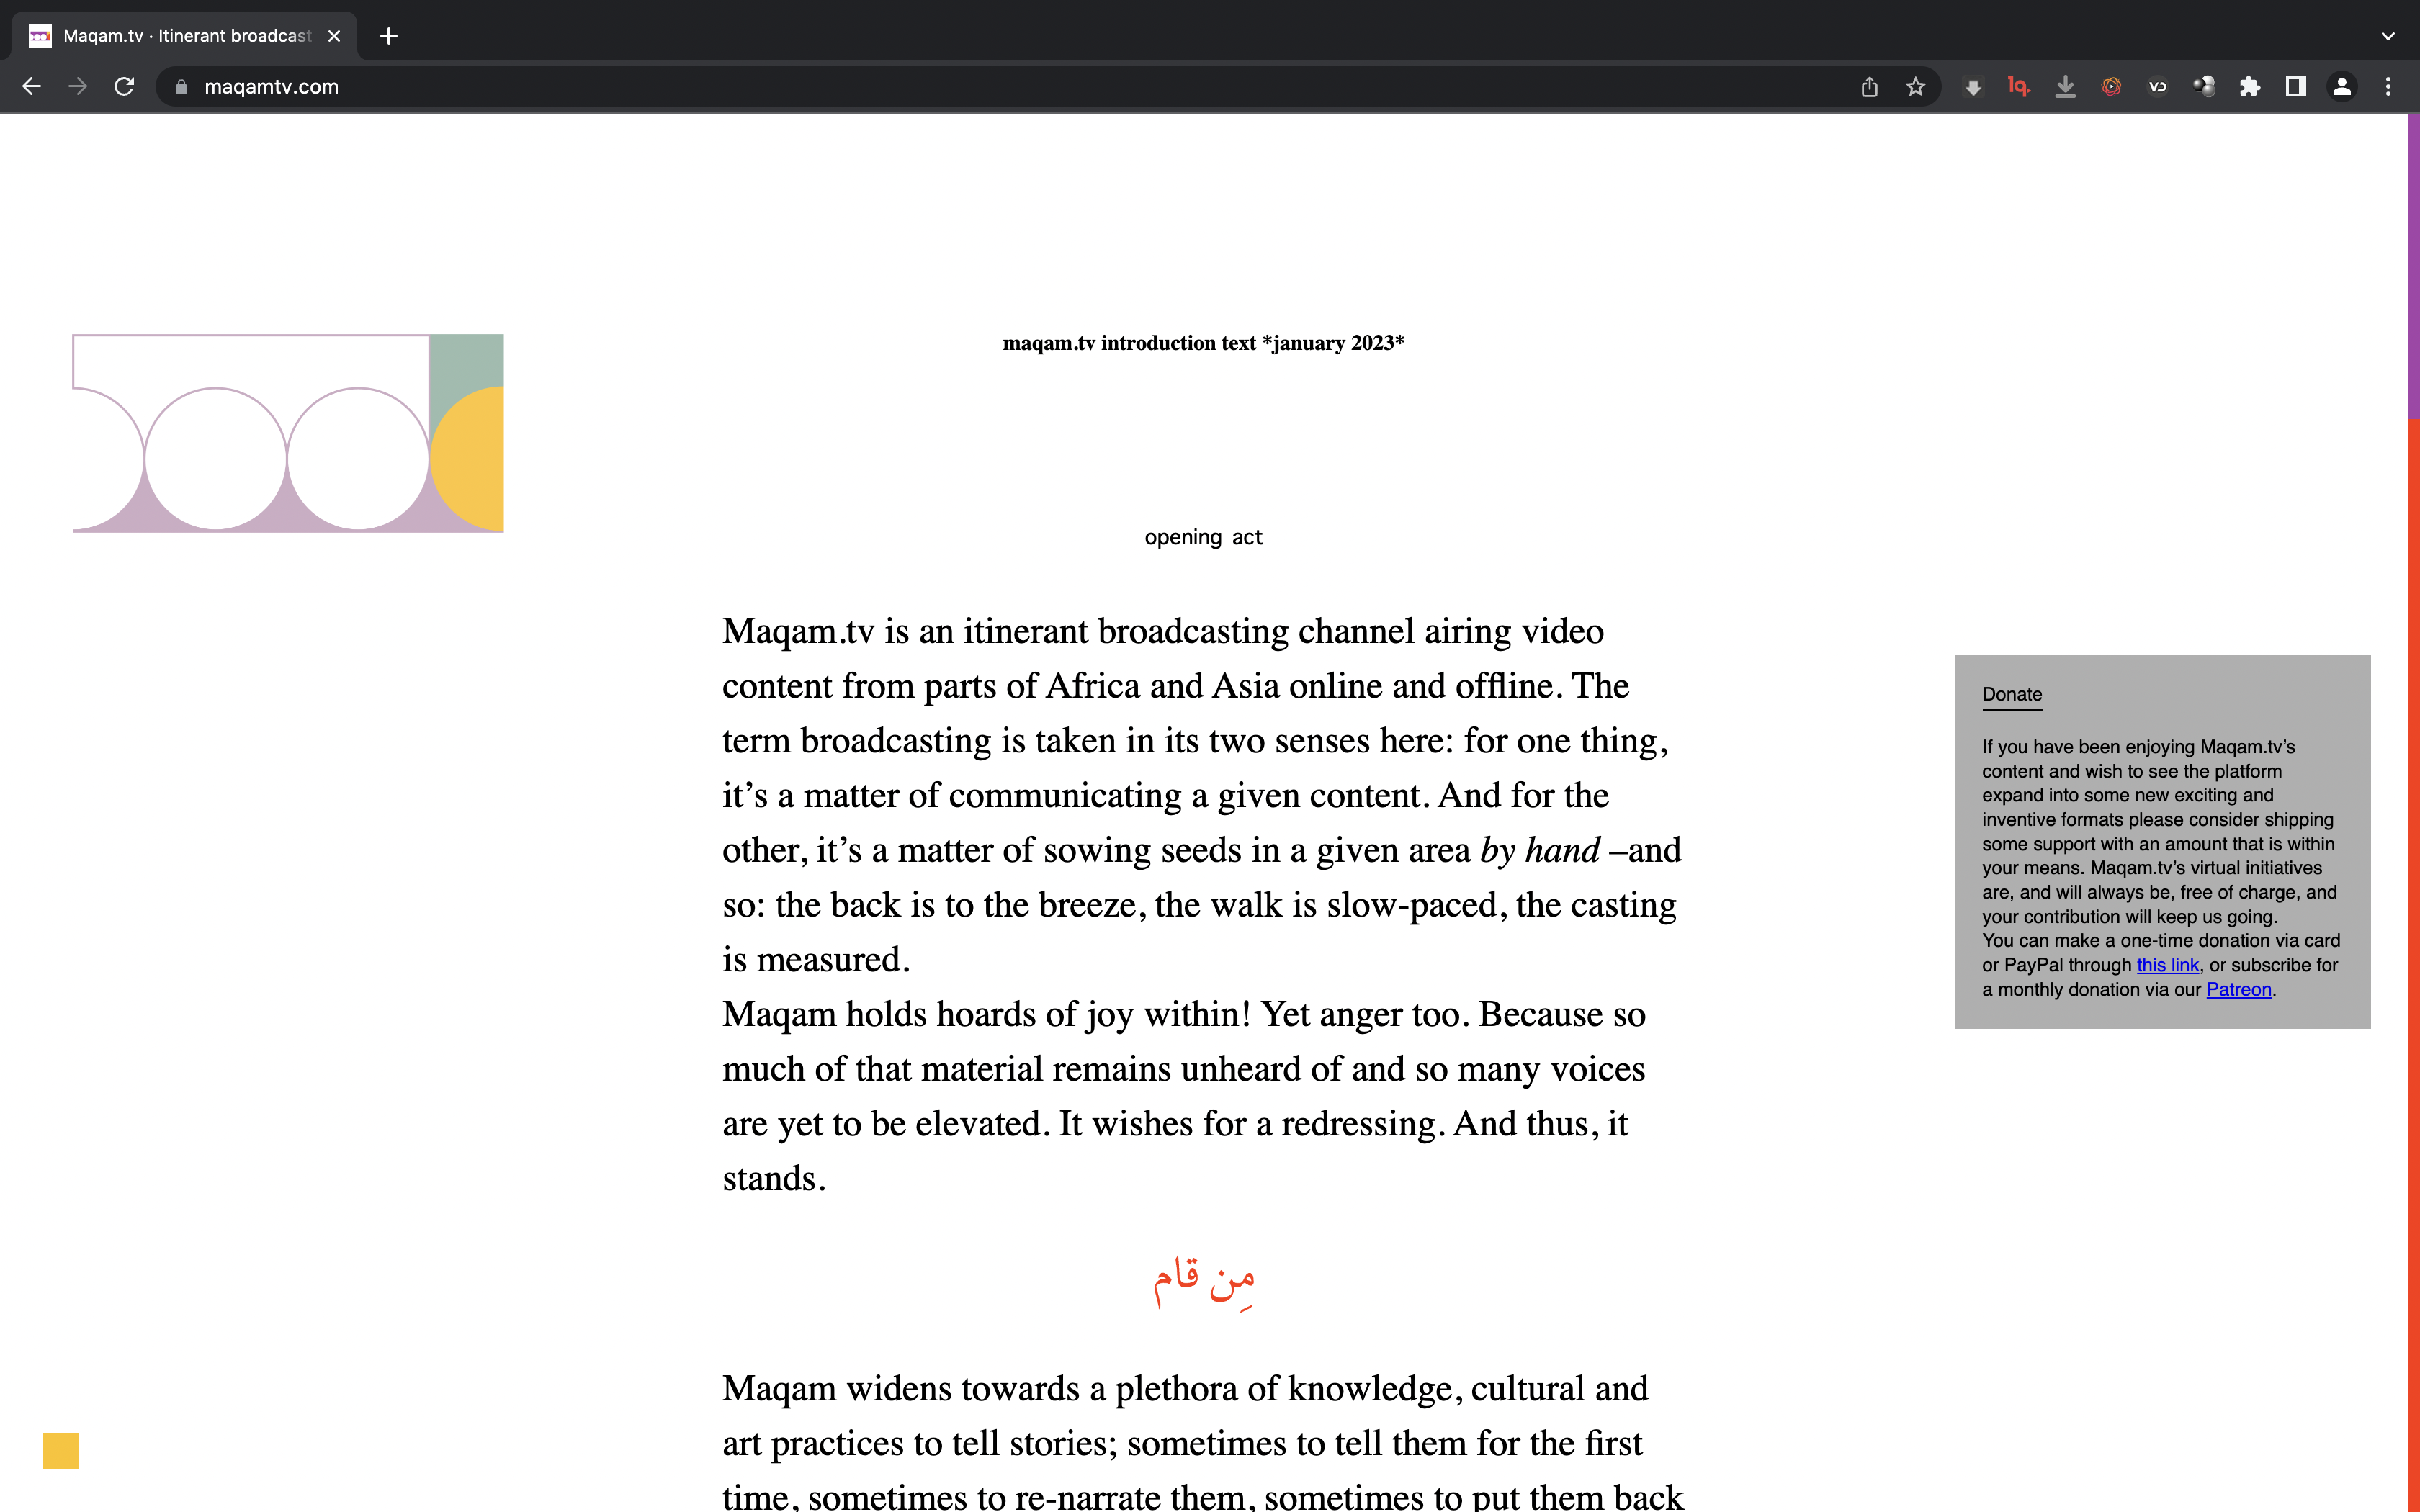 Maqam.tv · Itinerant broadcast
maqamtv.com
maqam.tv introduction text *january 2023*
opening act
Maqam.tv is an itinerant broadcasting channel airing video
content from parts of Africa and Asia online and offline. The
term broadcasting is taken in its two senses here: for one thing,
it’s a matter of communicating a given content. And for the
other, it’s a matter of sowing seeds in a given area by hand –and
so: the back is to the breeze, the walk is slow-paced, the casting
is measured.
Maqam holds hoards of joy within! Yet anger too. Because so
much of that material remains unheard of and so many voices
are yet to be elevated. It wishes for a redressing. And thus, it
stands.
مِن قام
Maqam widens towards a plethora of knowledge, cultural and
art practices to tell stories; sometimes to tell them for the first
time, sometimes to re-narrate them, sometimes to put them back
Donate
If you have been enjoying Maqam.tv’s
content and wish to see the platform
expand into some new exciting and
inventive formats please consider shipping
some support with an amount that is within
your means. Maqam.tv’s virtual initiatives
are, and will always be, free of charge, and
your contribution will keep us going.
You can make a one-time donation via card
or PayPal through this link, or subscribe for
a monthly donation via our Patreon.